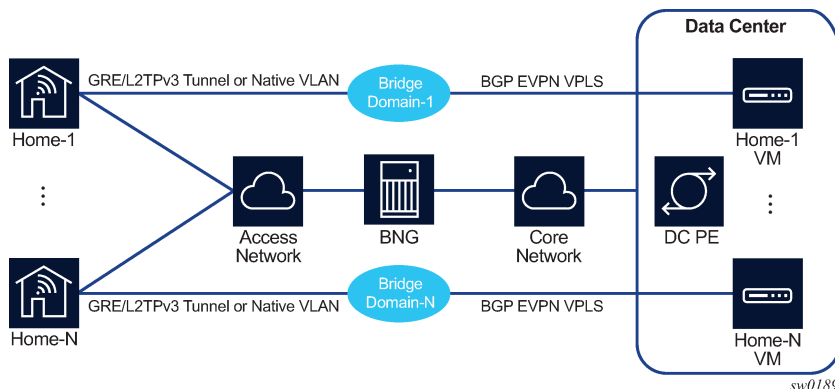 Data Center
GRE/L2TPv3 Tunnel or Native VLAN
Bridge
Domain-1
BGP EVPN VPLS
Home-1
Home-1
VM
Access
Network
BNG
Core
Network
DC PE
GRE/L2TPv3 Tunnel or Native VLAN
Bridge
Domain-N
BGP EVPN VPLS
Home-N
Home-N
VM
sw0189